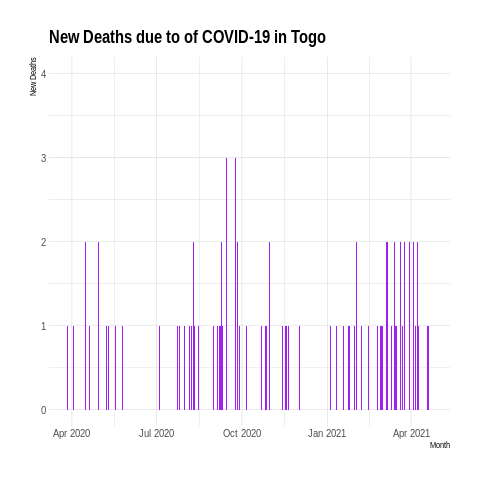 New Deaths due to of COVID-19 in Togo
New Deaths
4
3
2
1
0
Apr 2020 Jul 2020 Oct 2020 Jan 2021 Apr 2021
Month